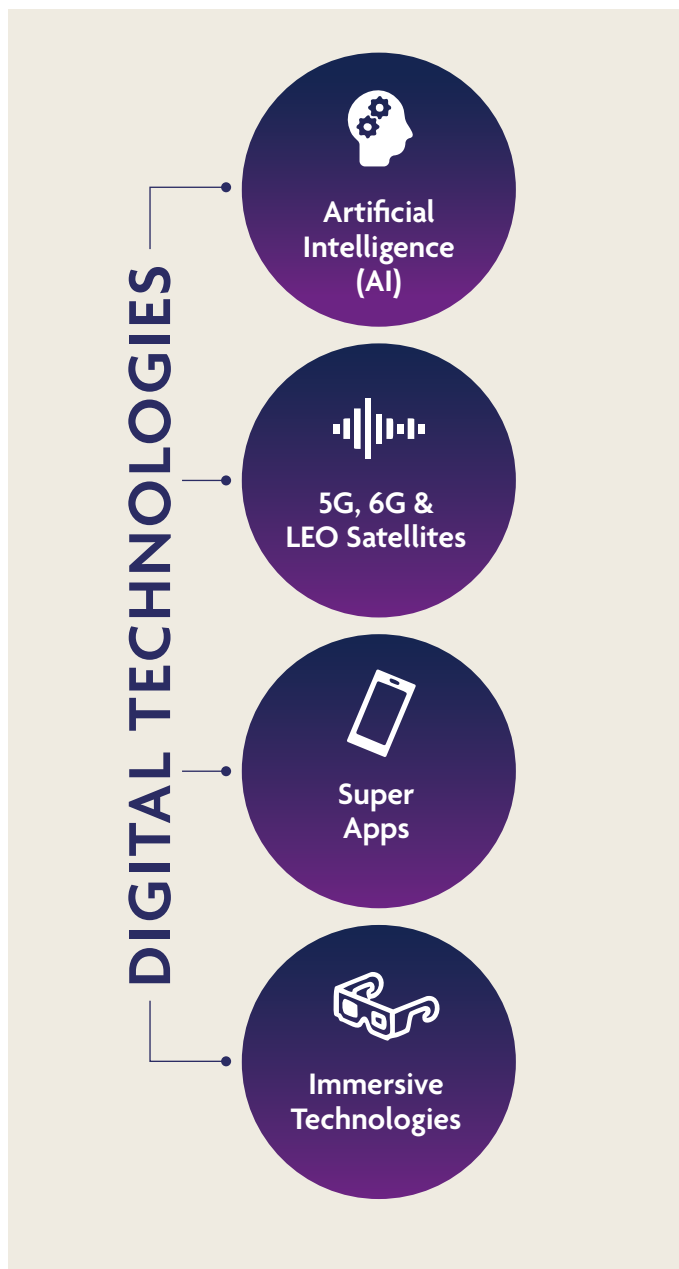 DIGITAL TECHNOLOGIES
Artificial
Intelligence
(AI)
5G, 6G &
LEO Satellites
Super
Apps
Immersive
Technologies